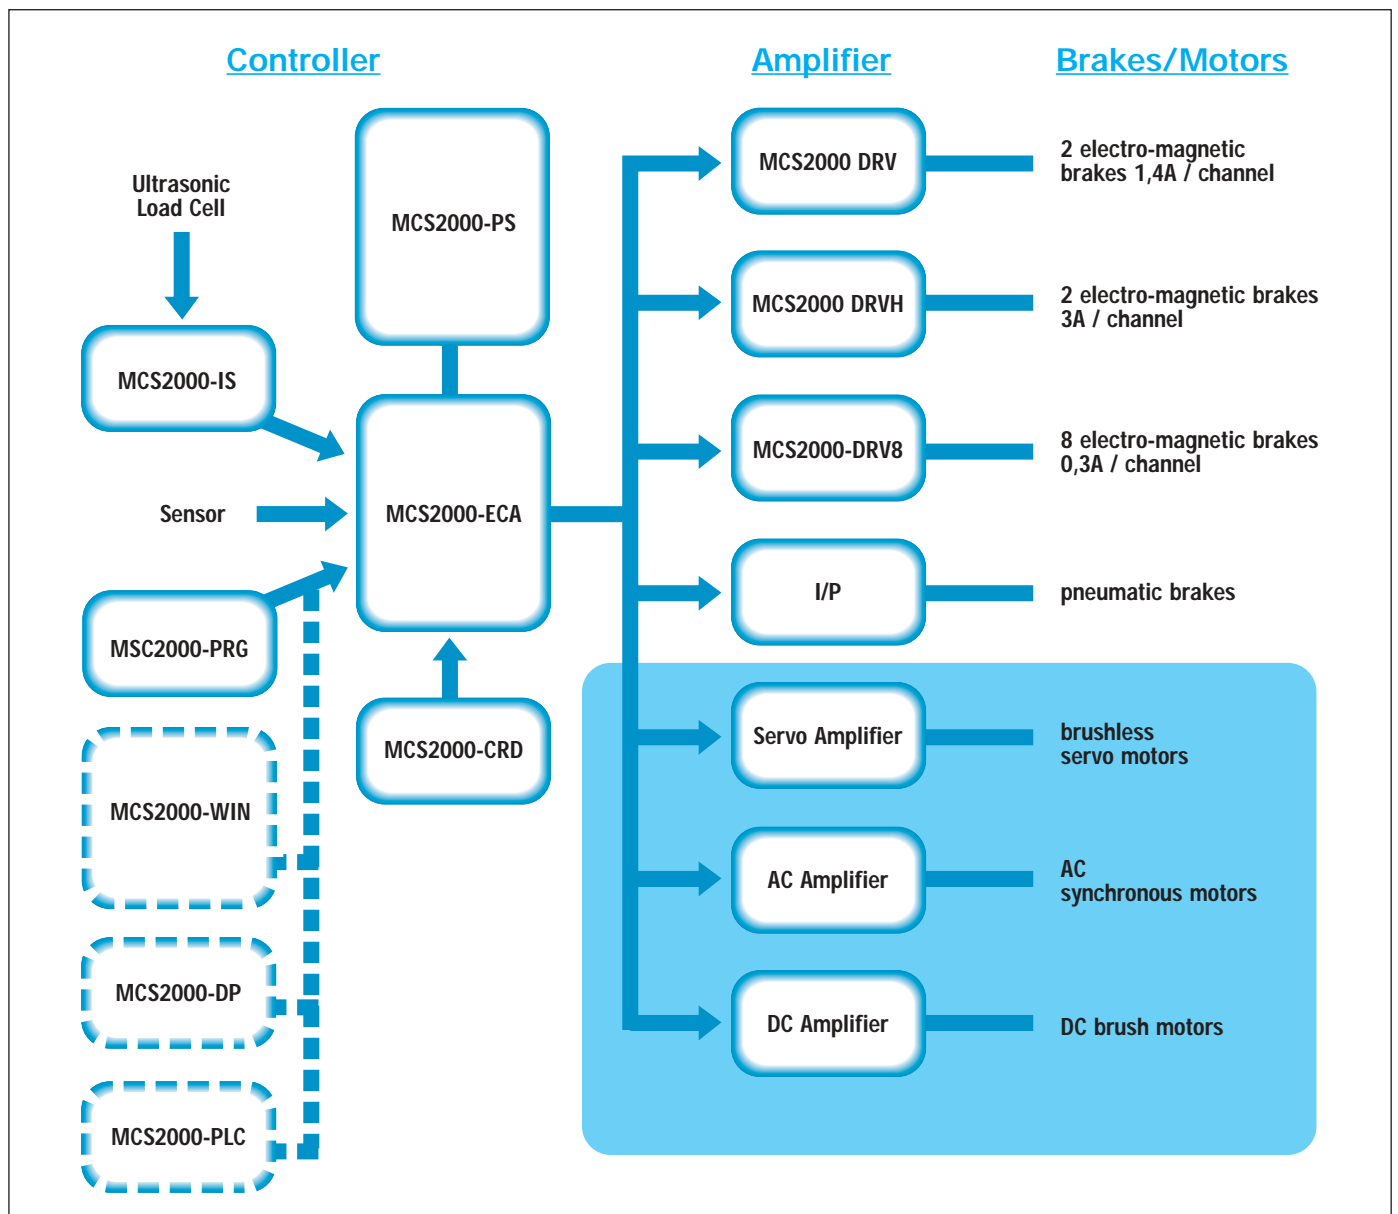 Controller
Amplifier
Brakes/Motors
Ultrasonic
Load Cell
MCS2000-PS
MCS2000-IS
MCS2000-ECA
Sensor
MSC2000-PRG
MCS2000-CRD
MCS2000-WIN
MCS2000-DP
MCS2000-PLC
MCS2000 DRV
2 electro-magnetic
brakes 1,4A / channel
MCS2000 DRVH
2 electro-magnetic brakes
3A / channel
MCS2000-DRV8
8 electro-magnetic brakes
0,3A / channel
I/P
pneumatic brakes
Servo Amplifier
brushless
servo motors
AC Amplifier
AC
synchronous motors
DC Amplifier
DC brush motors